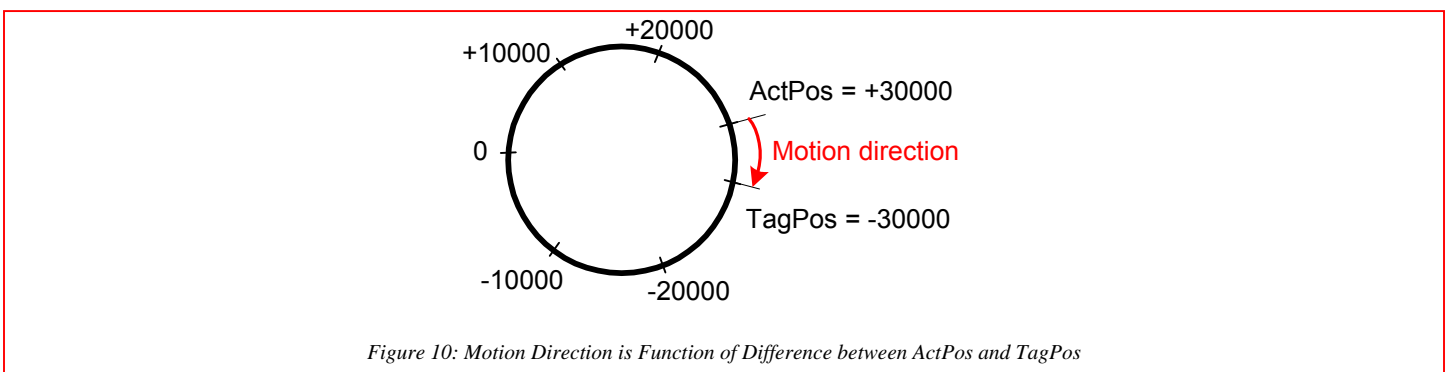 +20000
+10000
ActPos = +30000
0
Motion direction
TagPos = -30000
-10000
-20000
Figure 10: Motion Direction is Function of Difference between ActPos and TagPos